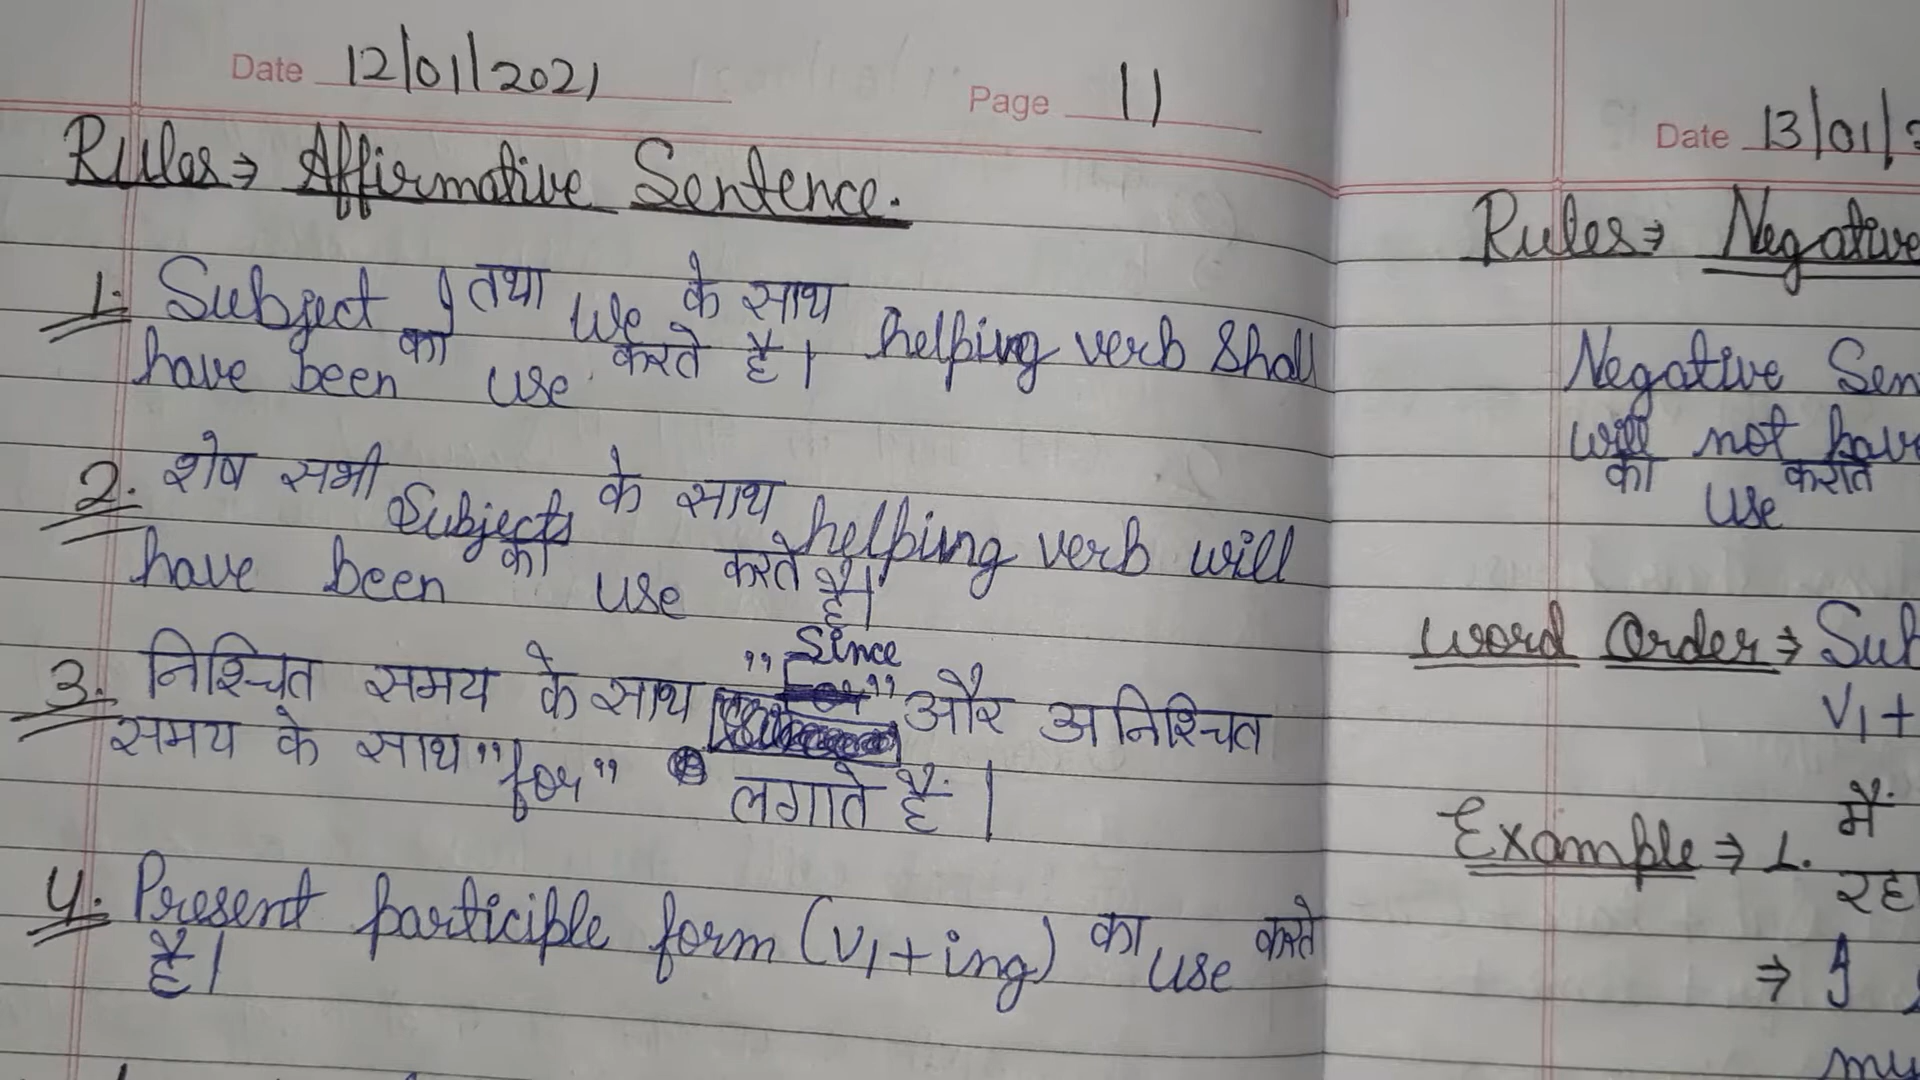 Date 12/01/2021
Page 11
Rules⇒ Affirmative Sentence.
1. Subject I तथा We के साथ helping verb Shall
have been का use करते है।
2. शेष सभी Subjects के साथ helping verb will
have been का use करते हैं।
3. निश्चित समय के साथ "Since" और अनिश्चित
समय के साथ "for" लगाते हैं।
4. Present participle form (V1+ing) का use करते
हैं।
Date 13/01/
Rules⇒ Negative
Negative Sen
will not have
का use कराते
Word Order⇒ Sub
V1+
Example⇒ 1. में
रहा
⇒ I
my